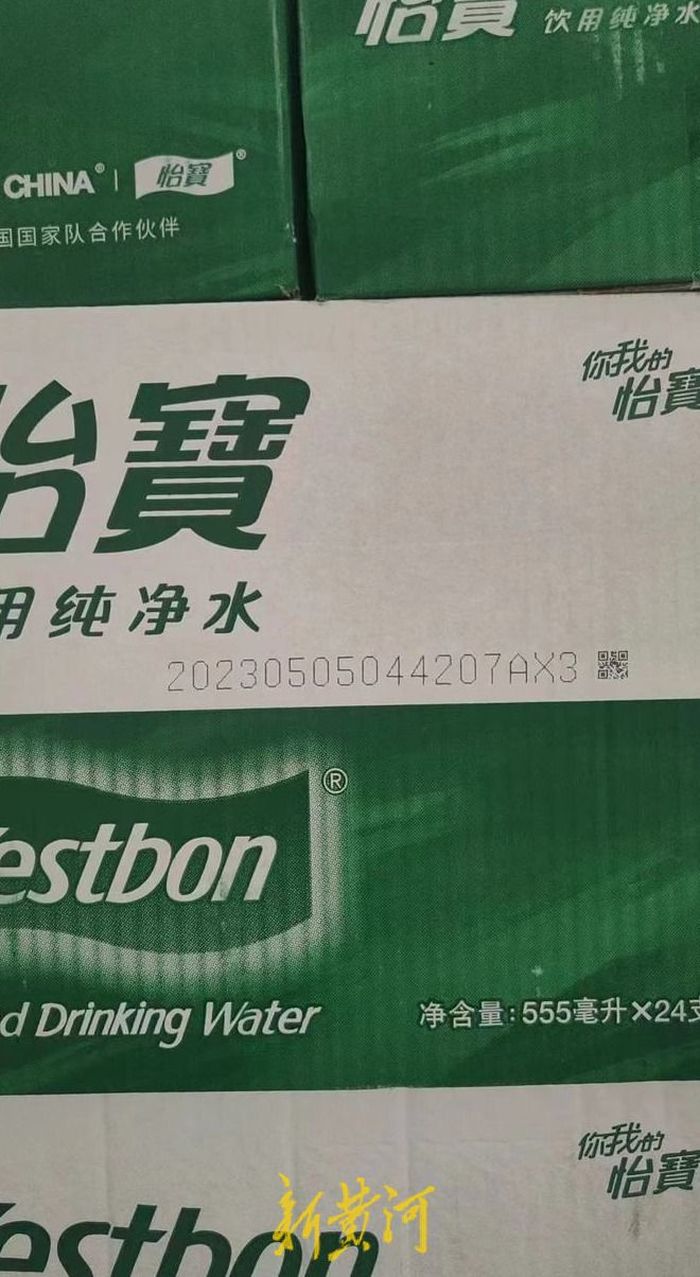 怡寶 饮用纯净水
CHINA® | 怡寶®
国国家队合作伙伴
怡寶
你我的
怡寶
用纯净水
20230505044207AX3
estbon®
d Drinking Water
净含量:555毫升×24支
你我的
怡寶
estbon
新黄河